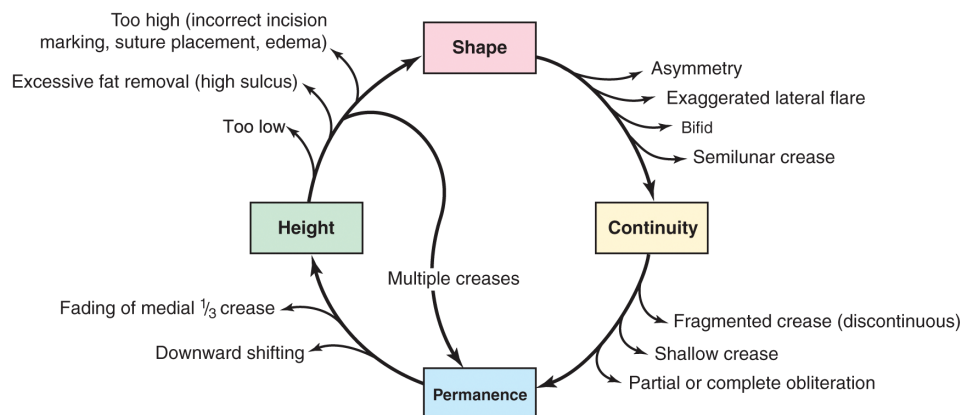 Too high (incorrect incision
marking, suture placement, edema)
Shape
Excessive fat removal (high sulcus)
Asymmetry
Exaggerated lateral flare
Too low
Bifid
Semilunar crease
Height
Continuity
Multiple creases
Fading of medial 1/3 crease
Fragmented crease (discontinuous)
Downward shifting
Shallow crease
Partial or complete obliteration
Permanence